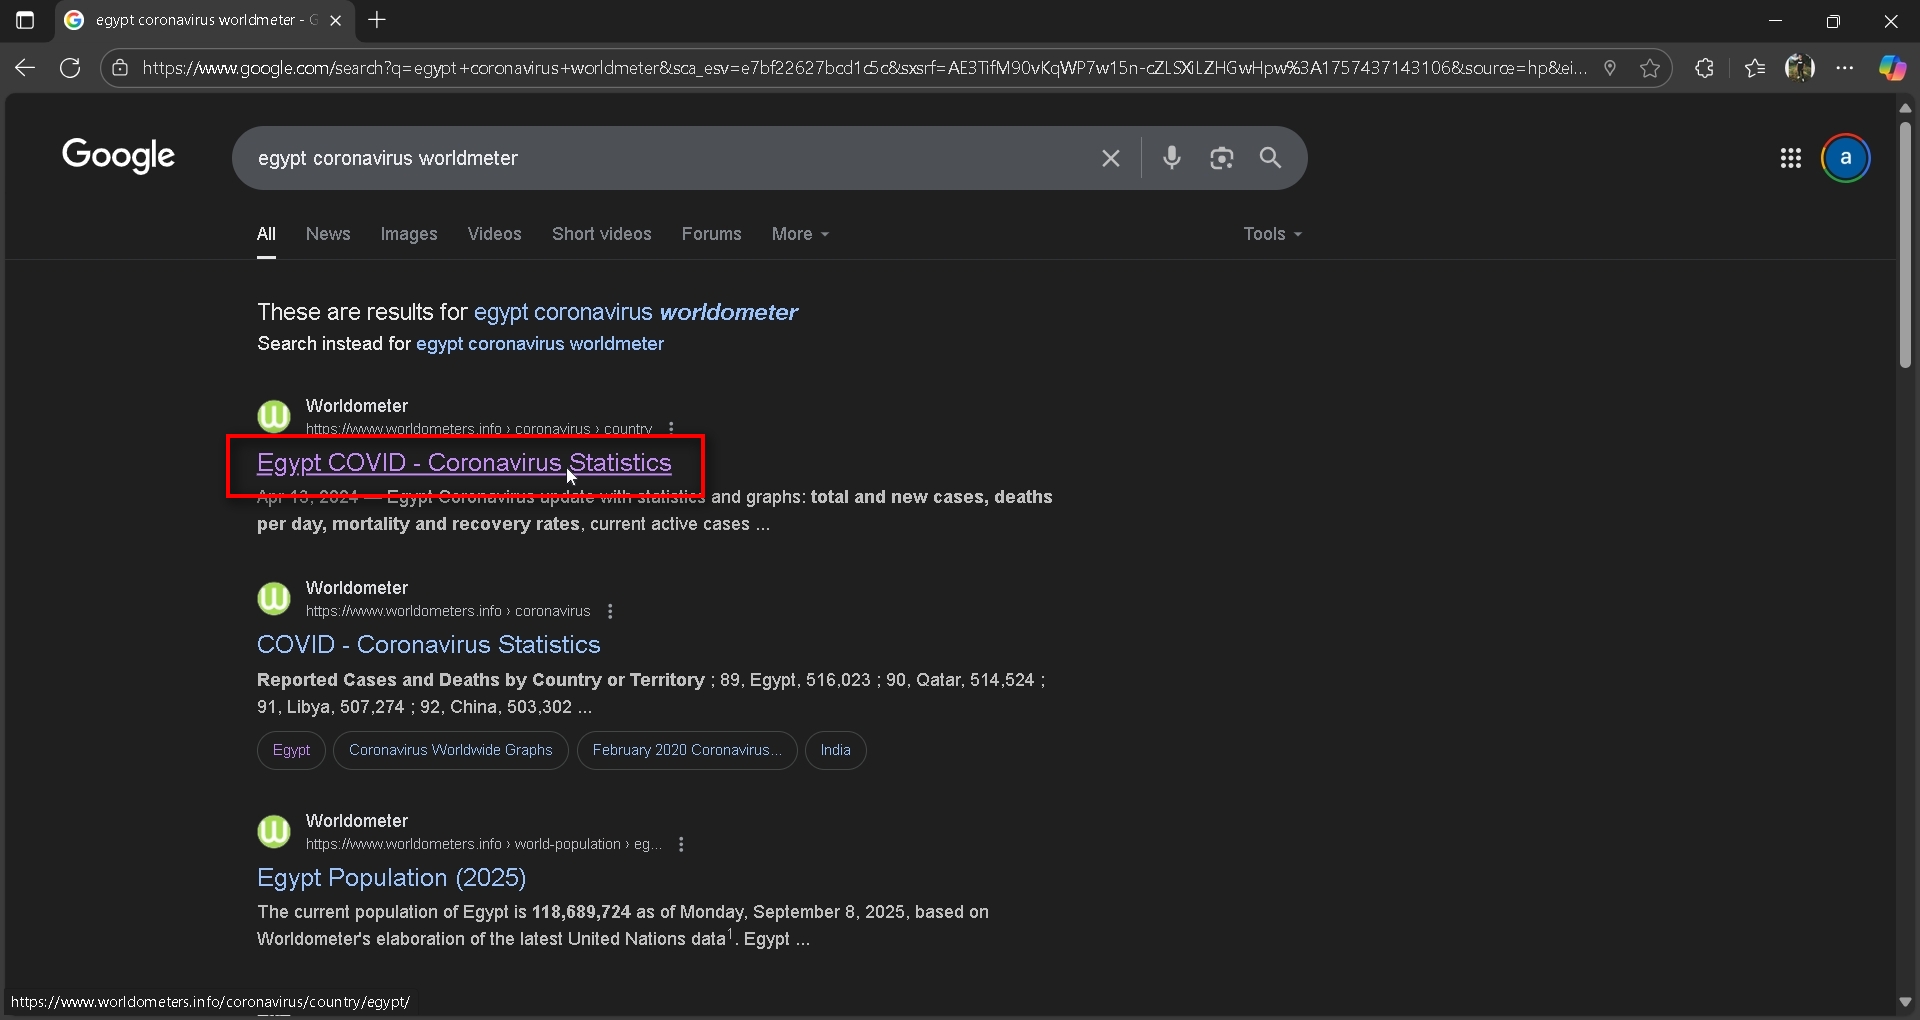 egypt coronavirus worldmeter - G
https://www.google.com/search?q=egypt+coronavirus+worldmeter&sca_esv=e7bf22627bcd1c5c&sxsrf=AE3TifM90vKqWP7w15n-cZLSXiLZHGwHpw%3A1757437143106&source=hp&ei...
Google
egypt coronavirus worldmeter
a
All News Images Videos Short videos Forums More Tools
These are results for egypt coronavirus worldometer
Search instead for egypt coronavirus worldmeter
Worldometer
https://www.worldometers.info › coronavirus › country
Egypt COVID - Coronavirus Statistics
Apr 13, 2024 — Egypt Coronavirus update with statistics and graphs: total and new cases, deaths
per day, mortality and recovery rates, current active cases ...
Worldometer
https://www.worldometers.info › coronavirus
COVID - Coronavirus Statistics
Reported Cases and Deaths by Country or Territory ; 89, Egypt, 516,023 ; 90, Qatar, 514,524 ;
91, Libya, 507,274 ; 92, China, 503,302 ...
Egypt Coronavirus Worldwide Graphs February 2020 Coronavirus... India
Worldometer
https://www.worldometers.info › world-population › eg...
Egypt Population (2025)
The current population of Egypt is 118,689,724 as of Monday, September 8, 2025, based on
Worldometer's elaboration of the latest United Nations data¹. Egypt ...
https://www.worldometers.info/coronavirus/country/egypt/